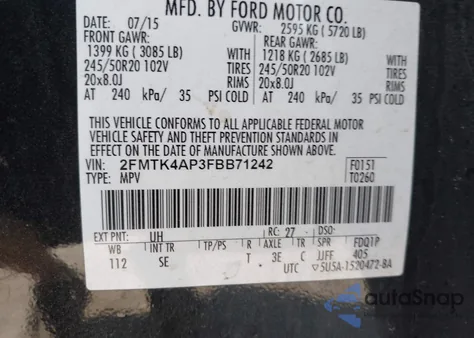 MFD. BY FORD MOTOR CO.
DATE: 07/15 GVWR: 2595 KG ( 5720 LB)
FRONT GAWR: REAR GAWR:
1399 KG ( 3085 LB) 1218 KG ( 2685 LB)
245/50R20 102V TIRES 245/50R20 102V TIRES
20x8.0J RIMS 20x8.0J RIMS
AT 240 kPa/ 35 PSI COLD AT 240 kPa/ 35 PSI COLD
THIS VEHICLE CONFORMS TO ALL APPLICABLE FEDERAL MOTOR
VEHICLE SAFETY AND THEFT PREVENTION STANDARDS IN
EFFECT ON THE DATE OF MANUFACTURE SHOWN ABOVE.
VIN: 2FMTK4AP3FBB71242 F0151
TYPE: MPV T0260
EXT PNT: UH RC: 27 DSO:
WB INT TR TP/PS R AXLE TR SPR FDQ1P
112 SE T 3E C JJFF 405
UTC 5U5A-1520472-BA
autoSnap